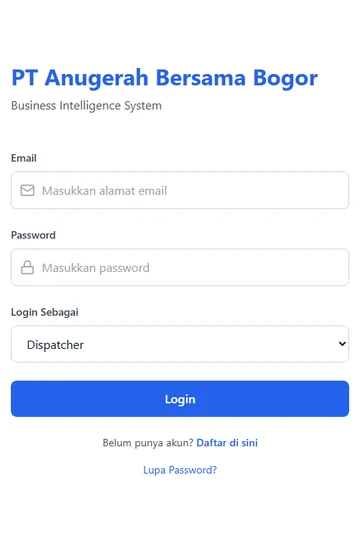 PT Anugerah Bersama Bogor
Business Intelligence System
Email
Masukkan alamat email
Password
Masukkan password
Login Sebagai
Dispatcher
Login
Belum punya akun? Daftar di sini
Lupa Password?